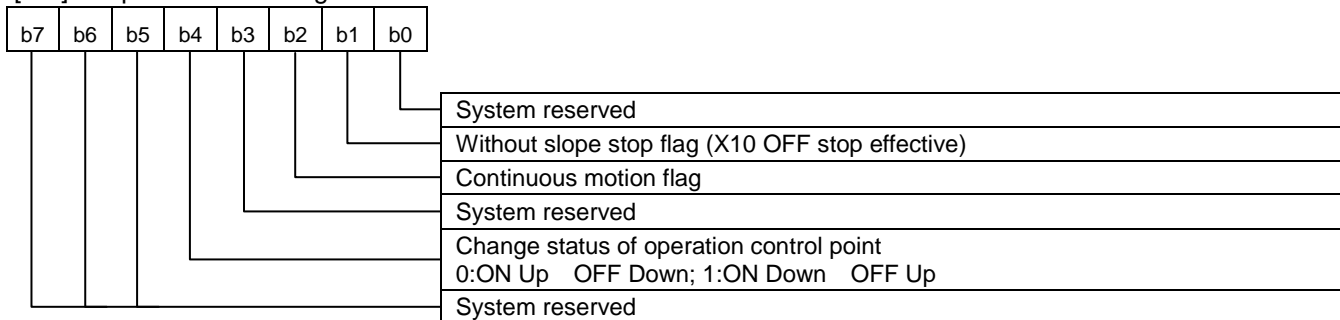 b7 b6 b5 b4 b3 b2 b1 b0
System reserved
Without slope stop flag (X10 OFF stop effective)
Continuous motion flag
System reserved
Change status of operation control point
0:ON Up OFF Down; 1:ON Down OFF Up
System reserved